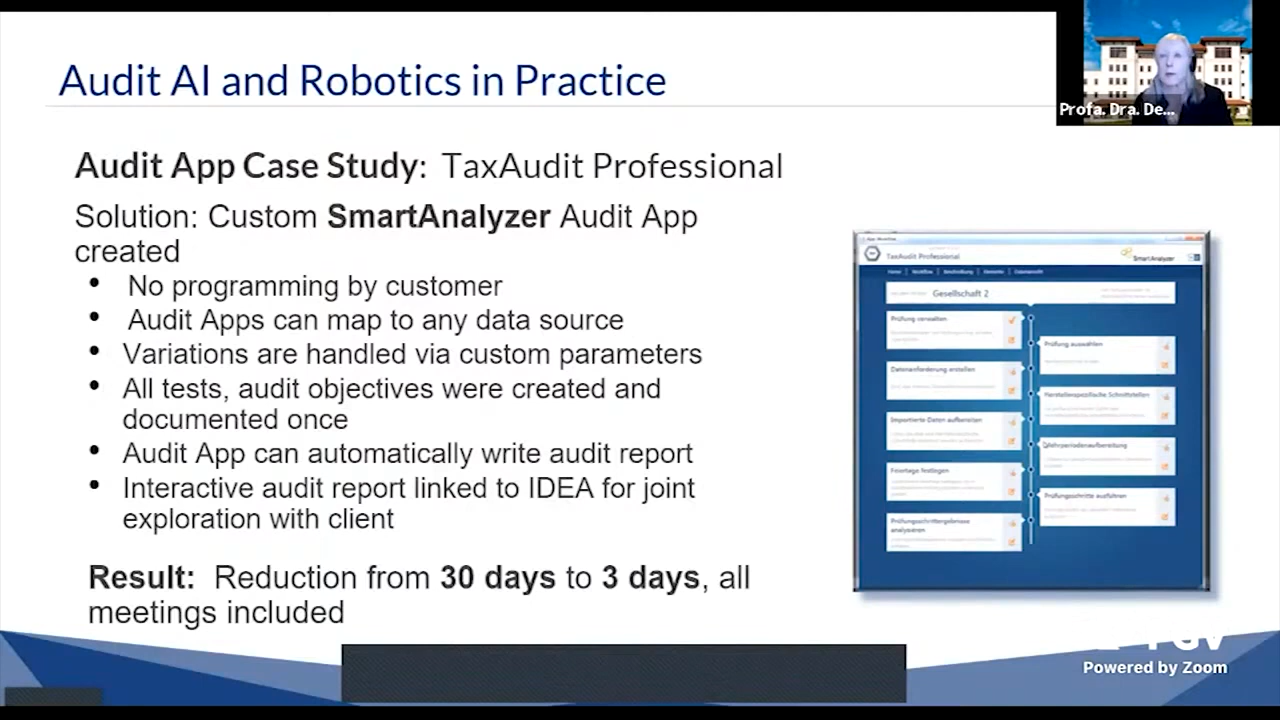 Audit AI and Robotics in Practice
Profa. Dra. De...
Audit App Case Study: TaxAudit Professional
Solution: Custom SmartAnalyzer Audit App
created
• No programming by customer
• Audit Apps can map to any data source
• Variations are handled via custom parameters
• All tests, audit objectives were created and
documented once
• Audit App can automatically write audit report
• Interactive audit report linked to IDEA for joint
exploration with client
Result: Reduction from 30 days to 3 days, all
meetings included
TaxAudit Professional
SmartAnalyzer
Home | Workflow
Gesellschaft 2
Prüfung verwalten
Prüfung auswählen
Datenanforderung erstellen
Herstellerspezifische Schnittstellen
Importierte Daten aufbereiten
Mehrperiodenaufbereitung
Feiertage festlegen
Prüfungsschritte ausführen
Prüfungsschrittergebnisse
analysieren
Powered by Zoom